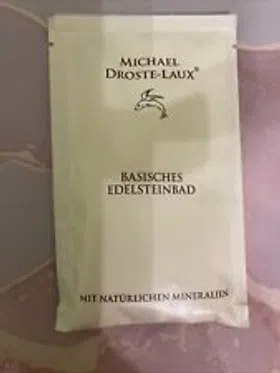 MICHAEL
DROSTE-LAUX®
BASISCHES
EDELSTEINBAD
MIT NATÜRLICHEN MINERALIEN